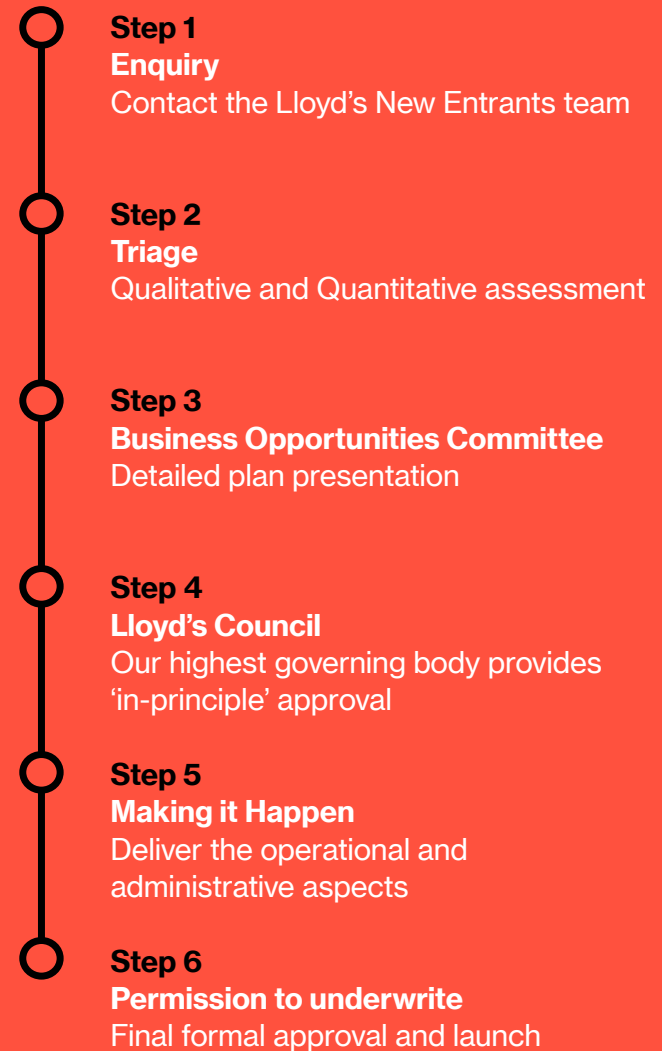 Step 1
Enquiry
Contact the Lloyd’s New Entrants team
Step 2
Triage
Qualitative and Quantitative assessment
Step 3
Business Opportunities Committee
Detailed plan presentation
Step 4
Lloyd’s Council
Our highest governing body provides
‘in-principle’ approval
Step 5
Making it Happen
Deliver the operational and
administrative aspects
Step 6
Permission to underwrite
Final formal approval and launch